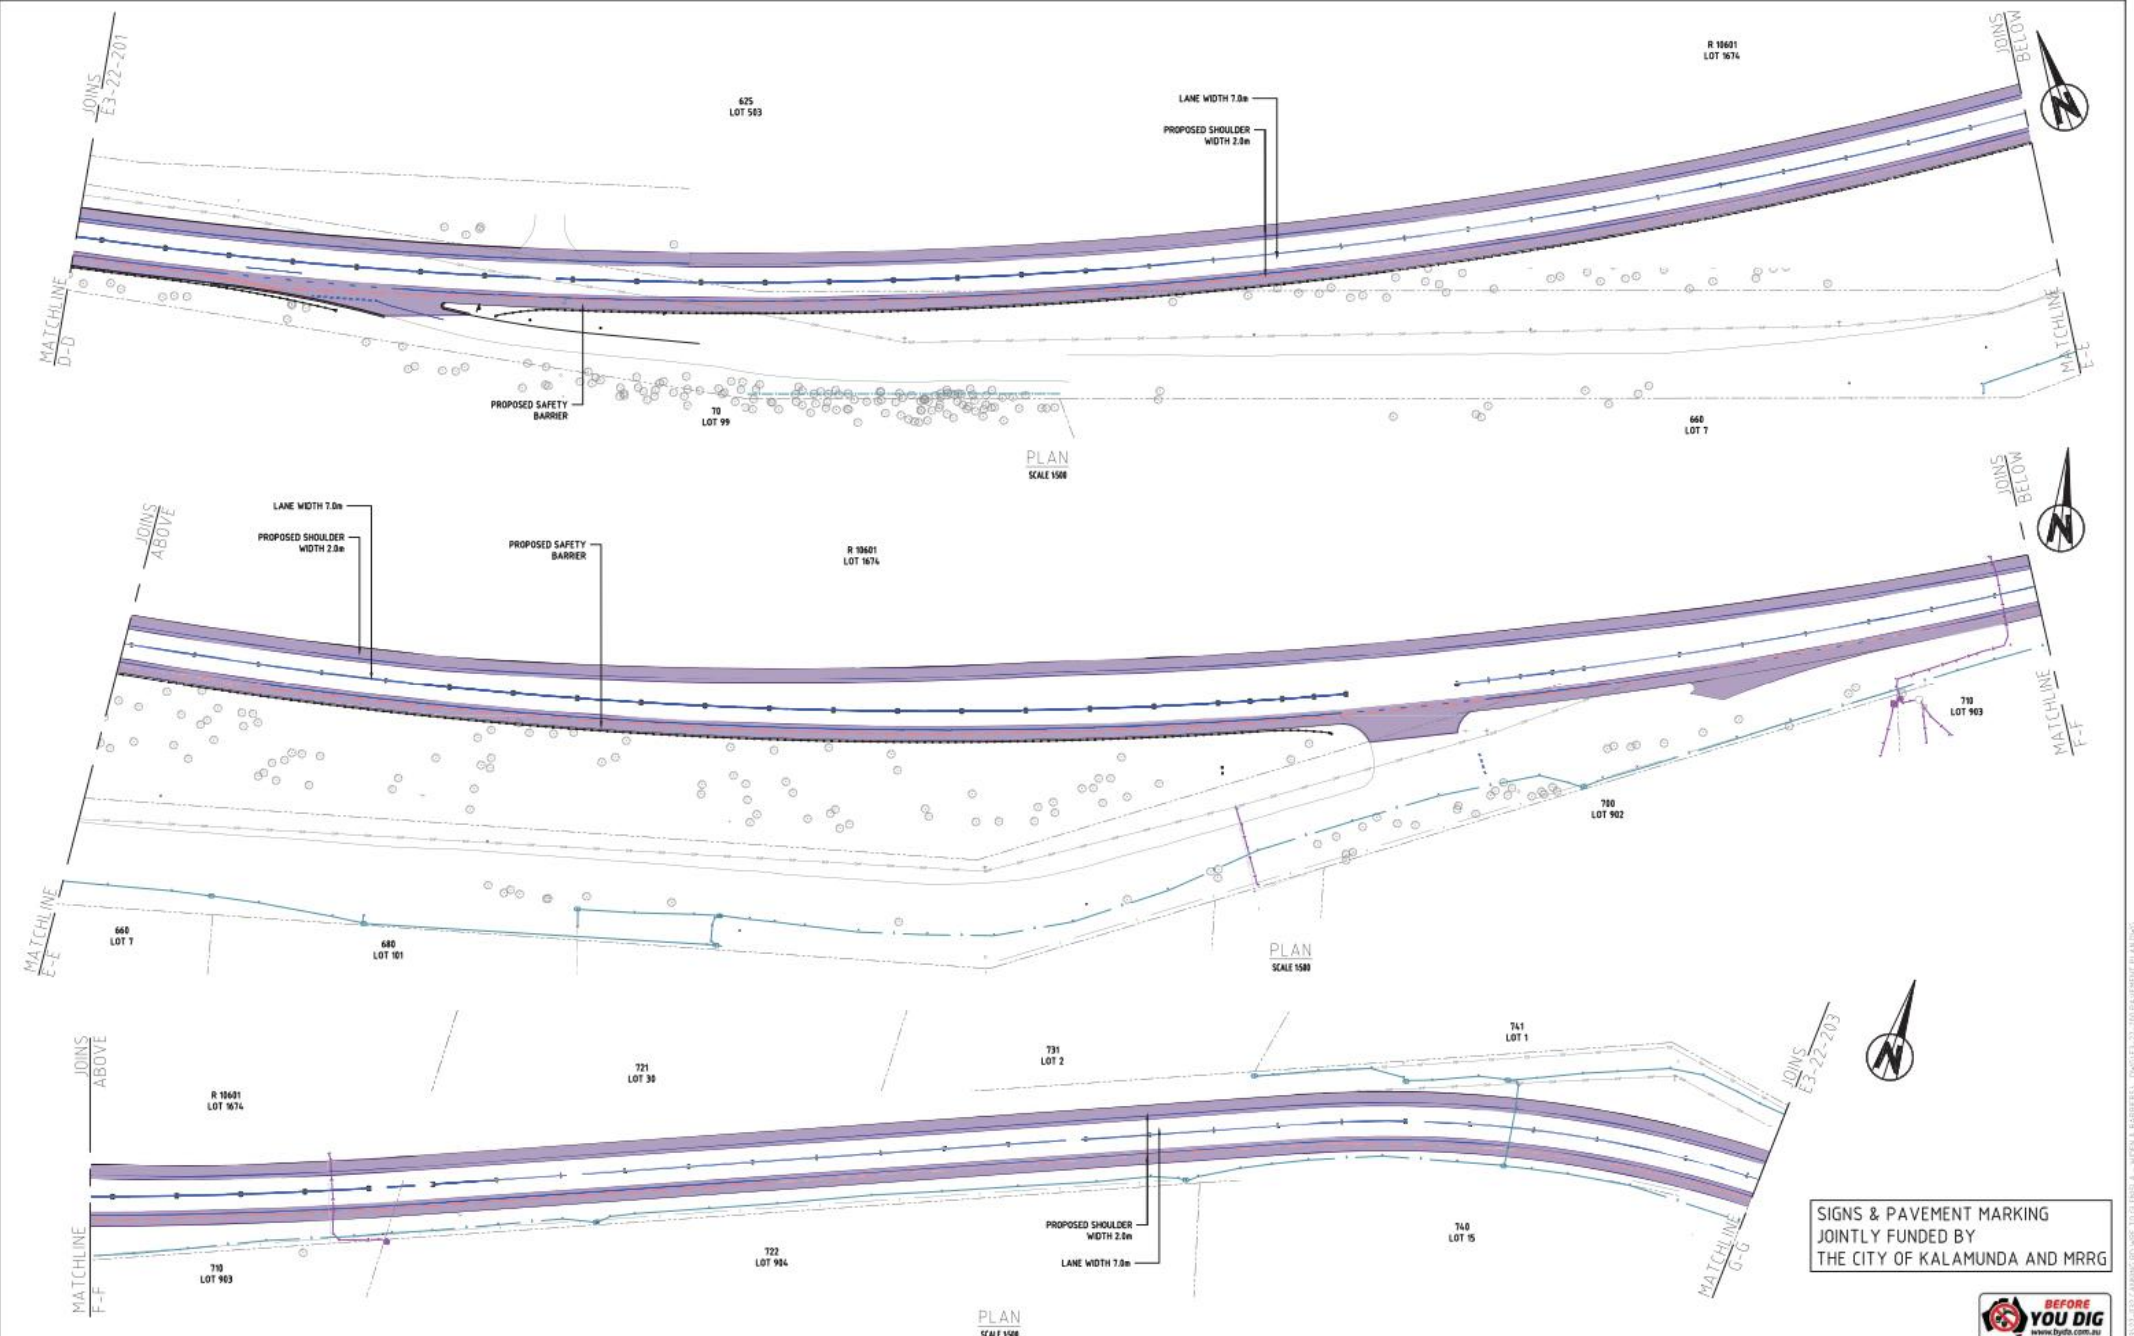 JOINS
E3-22-201
625
LOT 503
LANE WIDTH 7.0m
PROPOSED SHOULDER
WIDTH 2.0m
R 10601
LOT 1674
JOINS
BELOW
N
MATCHLINE
D-D
PROPOSED SAFETY
BARRIER
70
LOT 99
660
LOT 7
MATCHLINE
E-E
PLAN
SCALE 1:500
JOINS
ABOVE
LANE WIDTH 7.0m
PROPOSED SHOULDER
WIDTH 2.0m
PROPOSED SAFETY
BARRIER
R 10601
LOT 1674
JOINS
BELOW
N
MATCHLINE
E-E
660
LOT 7
680
LOT 101
700
LOT 902
710
LOT 903
MATCHLINE
F-F
PLAN
SCALE 1:500
JOINS
ABOVE
R 10601
LOT 1674
721
LOT 30
731
LOT 2
741
LOT 1
JOINS
E3-22-203
N
MATCHLINE
F-F
710
LOT 903
722
LOT 904
PROPOSED SHOULDER
WIDTH 2.0m
LANE WIDTH 7.0m
740
LOT 15
MATCHLINE
G-G
PLAN
SCALE 1:500
SIGNS & PAVEMENT MARKING
JOINTLY FUNDED BY
THE CITY OF KALAMUNDA AND MRRG
BEFORE
YOU DIG
www.byda.com.au